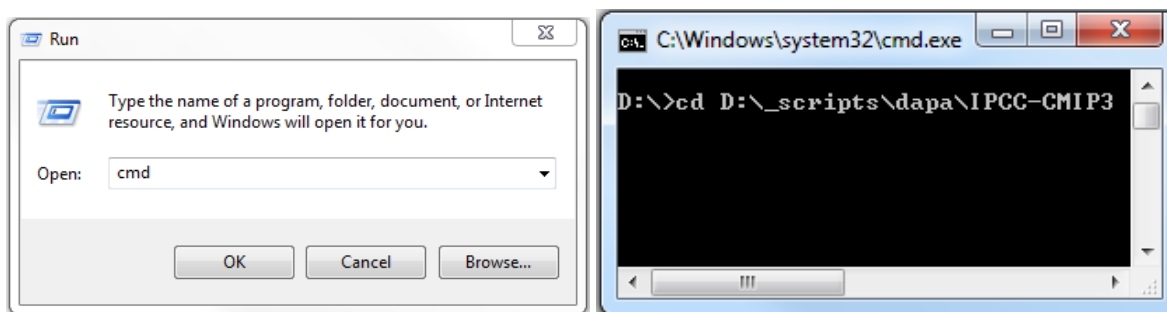 Run
Type the name of a program, folder, document, or Internet
resource, and Windows will open it for you.
Open: cmd
OK Cancel Browse...
C:\Windows\system32\cmd.exe
D:\>cd D:\_scripts\dapa\IPCC-CMIP3